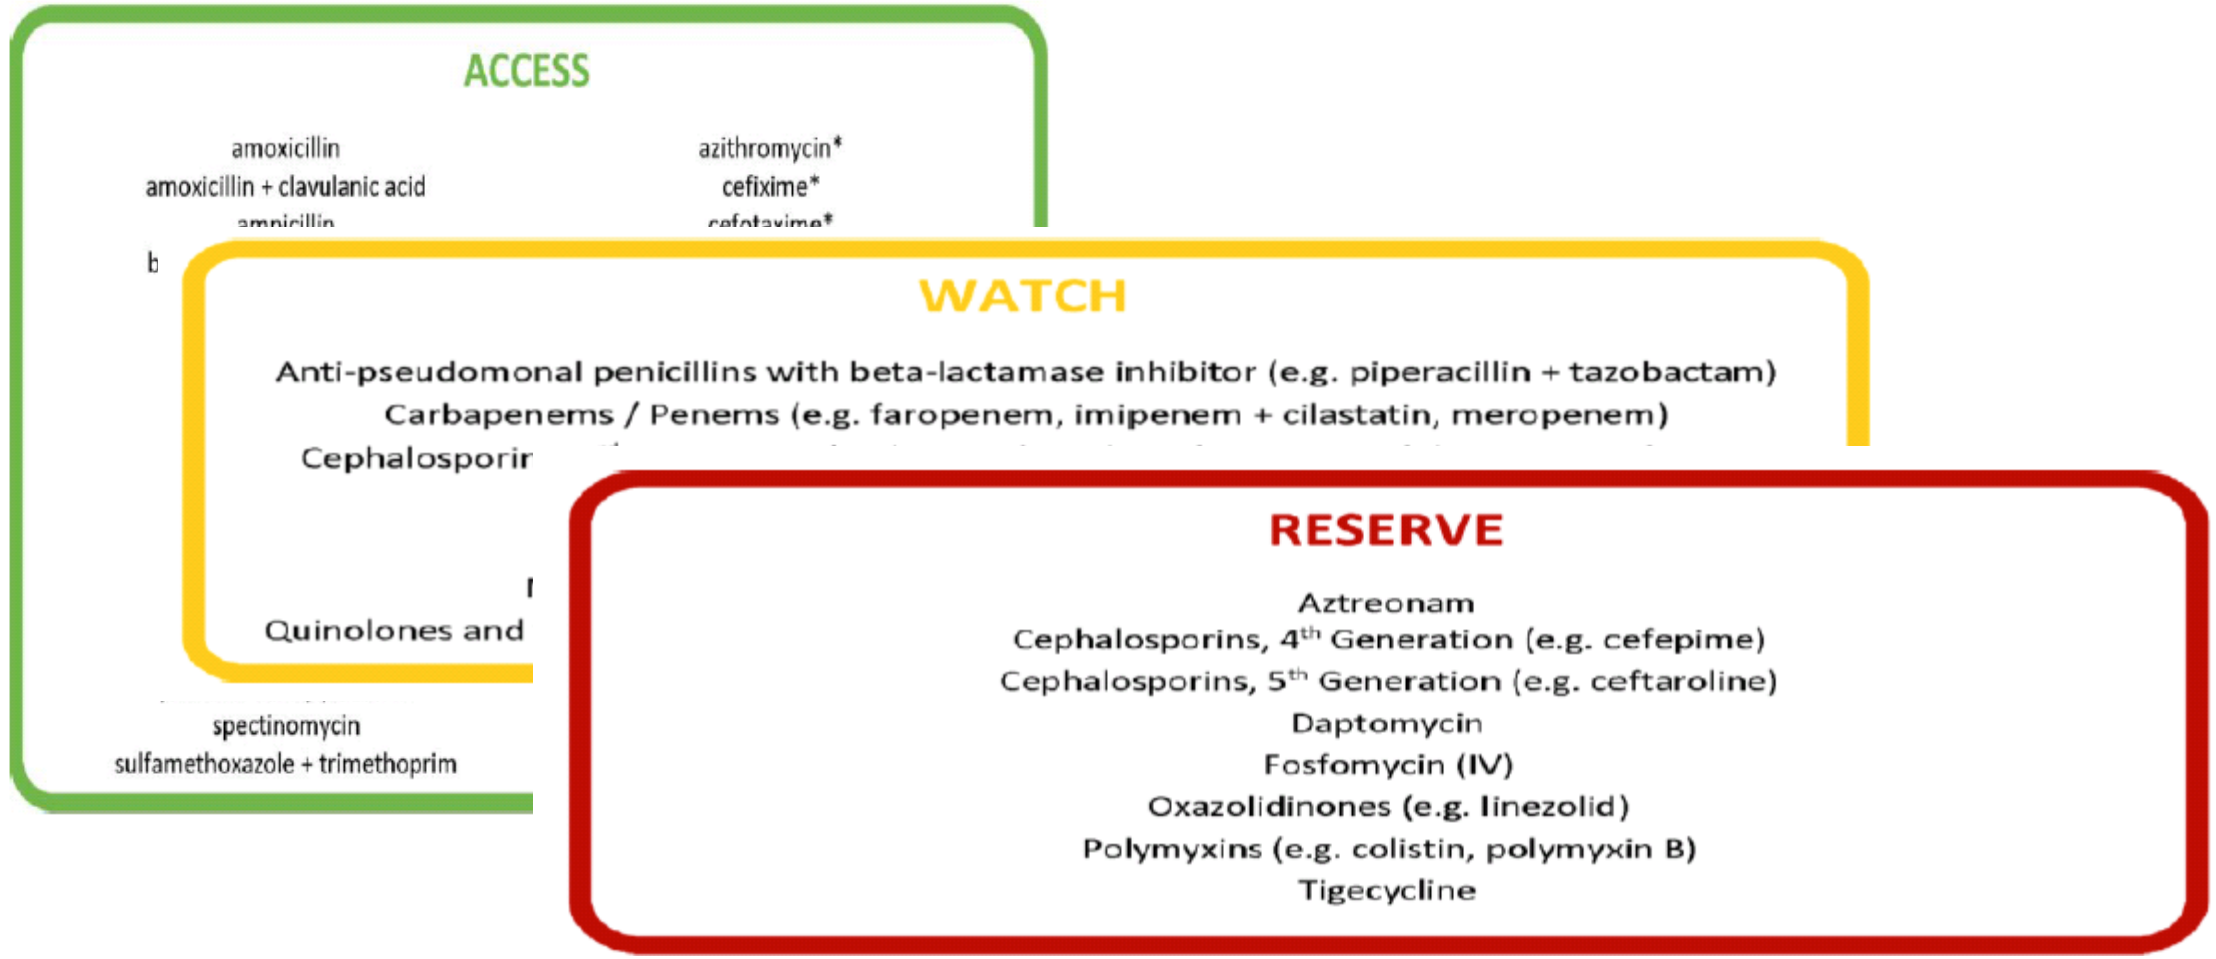 ACCESS
amoxicillin
amoxicillin + clavulanic acid
ampicillin
b
azithromycin*
cefixime*
cefotaxime*
WATCH
Anti-pseudomonal penicillins with beta-lactamase inhibitor (e.g. piperacillin + tazobactam)
Carbapenems / Penems (e.g. faropenem, imipenem + cilastatin, meropenem)
Quinolones and
spectinomycin
sulfamethoxazole + trimethoprim
RESERVE
Aztreonam
Cephalosporins, 4th Generation (e.g. cefepime)
Cephalosporins, 5th Generation (e.g. ceftaroline)
Daptomycin
Fosfomycin (IV)
Oxazolidinones (e.g. linezolid)
Polymyxins (e.g. colistin, polymyxin B)
Tigecycline